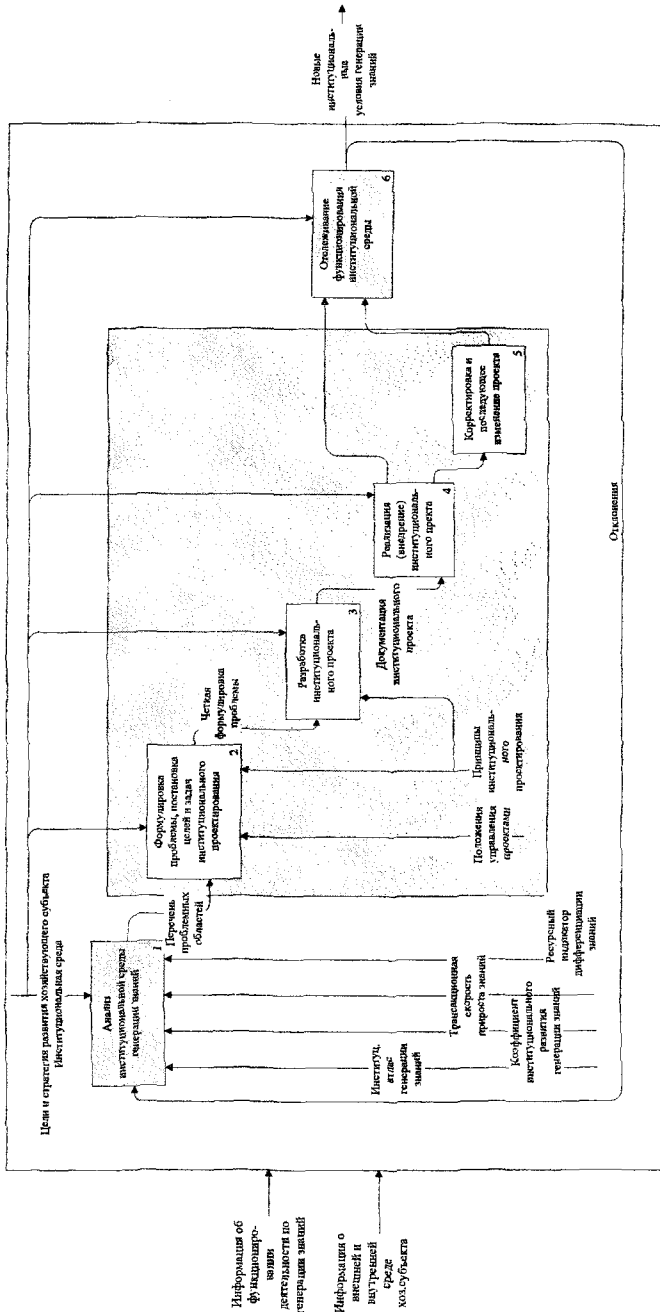 Цели и стратегия развития хозяйствующего субъекта
Институциональная среда
Информация об
функциониро-
вании
деятельности по
генерации знаний
Информация о
внешней и
внутренней
среде
хоз.субъекта
Анализ
институциональной среды
генерации знаний
1
Перечень
проблемных
областей
Институц.
атлас
генерации
знаний
Трансакционная
скорость
прироста знаний
Коэффициент
институционального
развития
генерации знаний
Ресурсный
индикатор
дифференциации
знаний
Формулировка
проблемы, постановка
целей и задач
институционального
проектирования
2
Четкая
формулировка
проблемы
Положения
управления
проектами
Принципы
институциональ-
ного
проектирования
Разработка
институциональ-
ного проекта
3
Документация
институционального
проекта
Реализация
(внедрение)
институциональ-
ного пректа
4
Корректировка и
последующее
изменение проекта
5
Отслеживание
функционирования
институциональной
среды
6
Отклонения
Новые
институциональ-
ные
условия генерации
знаний